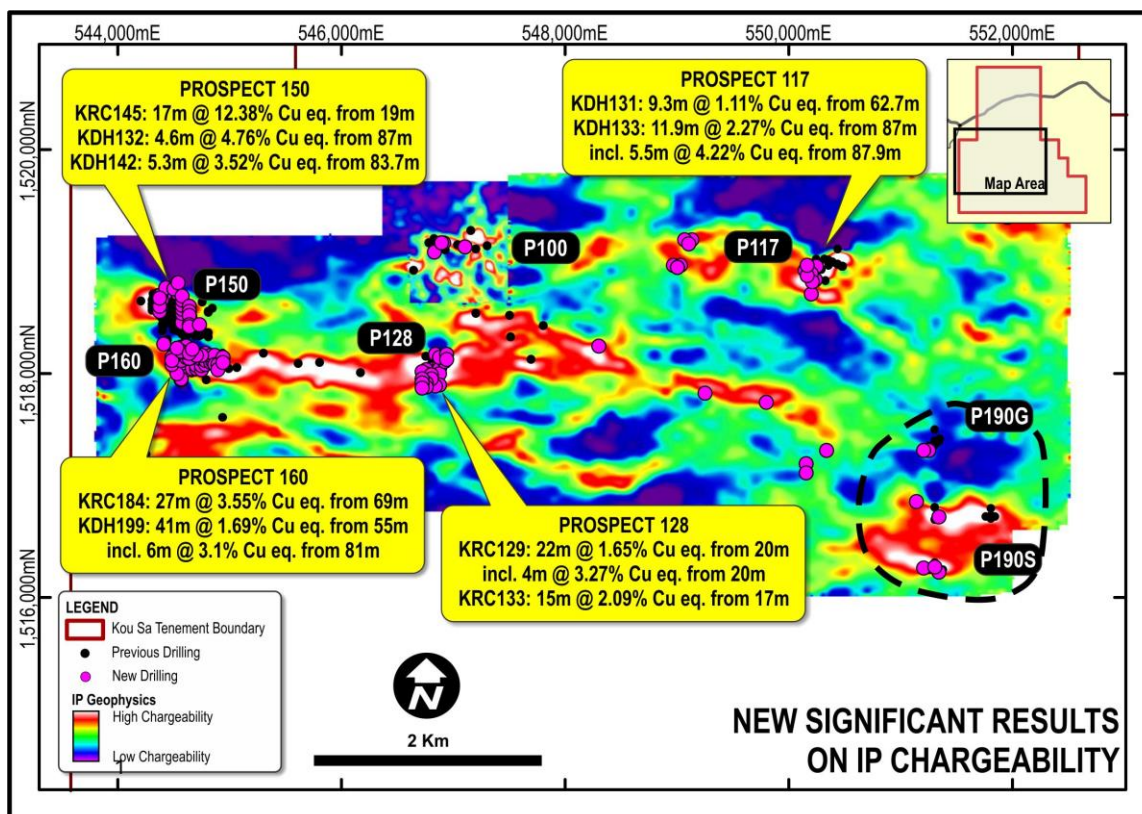 544,000mE
546,000mE
548,000mE
550,000mE
552,000mE
1,520,000mN
1,518,000mN
1,516,000mN
PROSPECT 150
KRC145: 17m @ 12.38% Cu eq. from 19m
KDH132: 4.6m @ 4.76% Cu eq. from 87m
KDH142: 5.3m @ 3.52% Cu eq. from 83.7m
PROSPECT 117
KDH131: 9.3m @ 1.11% Cu eq. from 62.7m
KDH133: 11.9m @ 2.27% Cu eq. from 87m
incl. 5.5m @ 4.22% Cu eq. from 87.9m
Map Area
P150
P100
P117
P160
P128
P190G
P190S
PROSPECT 160
KRC184: 27m @ 3.55% Cu eq. from 69m
KDH199: 41m @ 1.69% Cu eq. from 55m
incl. 6m @ 3.1% Cu eq. from 81m
PROSPECT 128
KRC129: 22m @ 1.65% Cu eq. from 20m
incl. 4m @ 3.27% Cu eq. from 20m
KRC133: 15m @ 2.09% Cu eq. from 17m
LEGEND
Kou Sa Tenement Boundary
Previous Drilling
New Drilling
IP Geophysics
High Chargeability
Low Chargeability
1
N
2 Km
NEW SIGNIFICANT RESULTS
ON IP CHARGEABILITY